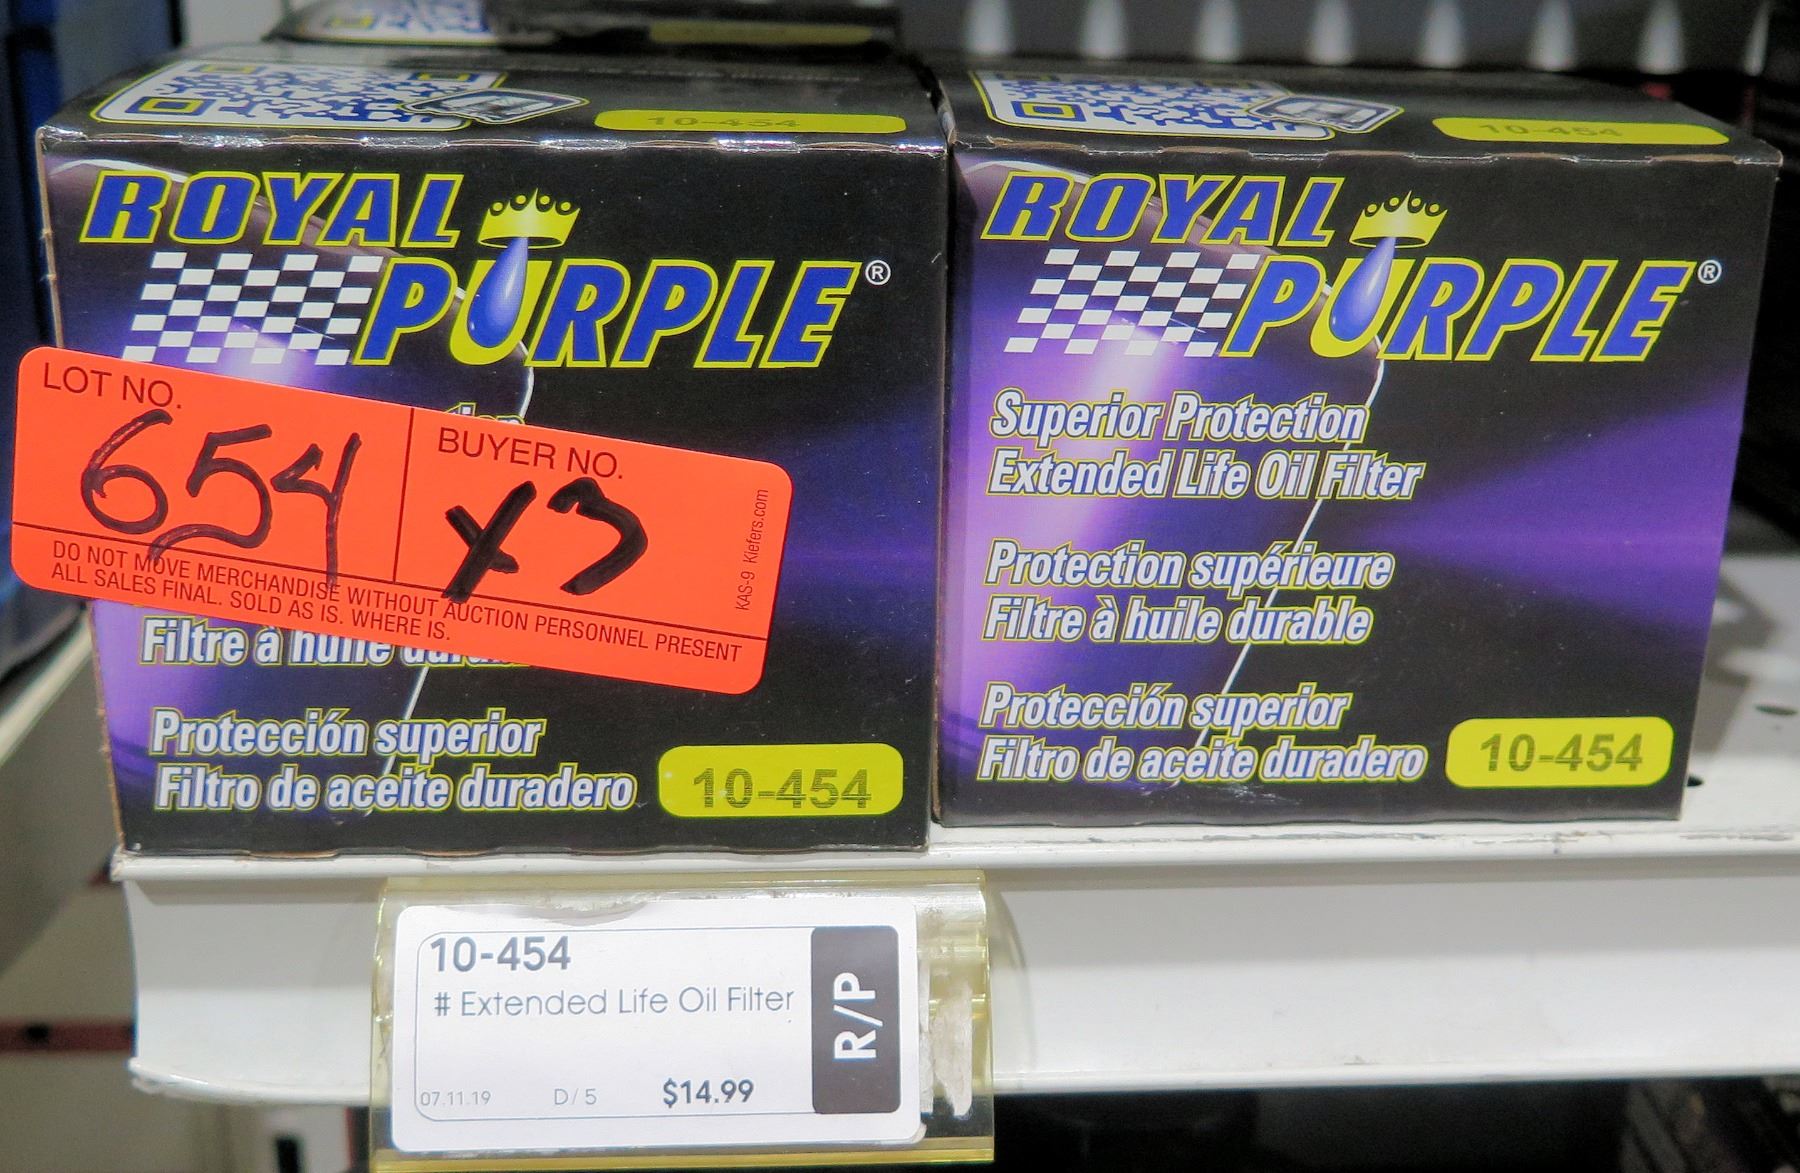 10-454
ROYAL
PURPLE®
LOT NO.
654
BUYER NO.
x3
KAS-9 Kiefers.com
DO NOT MOVE MERCHANDISE WITHOUT AUCTION PERSONNEL PRESENT
ALL SALES FINAL. SOLD AS IS. WHERE IS.
Filtre à huile
Protección superior
Filtro de aceite duradero
10-454
10-454
ROYAL
PURPLE®
Superior Protection
Extended Life Oil Filter
Protection supérieure
Filtre à huile durable
Protección superior
Filtro de aceite duradero
10-454
10-454
# Extended Life Oil Filter
07.11.19 D/5 $14.99
R/P